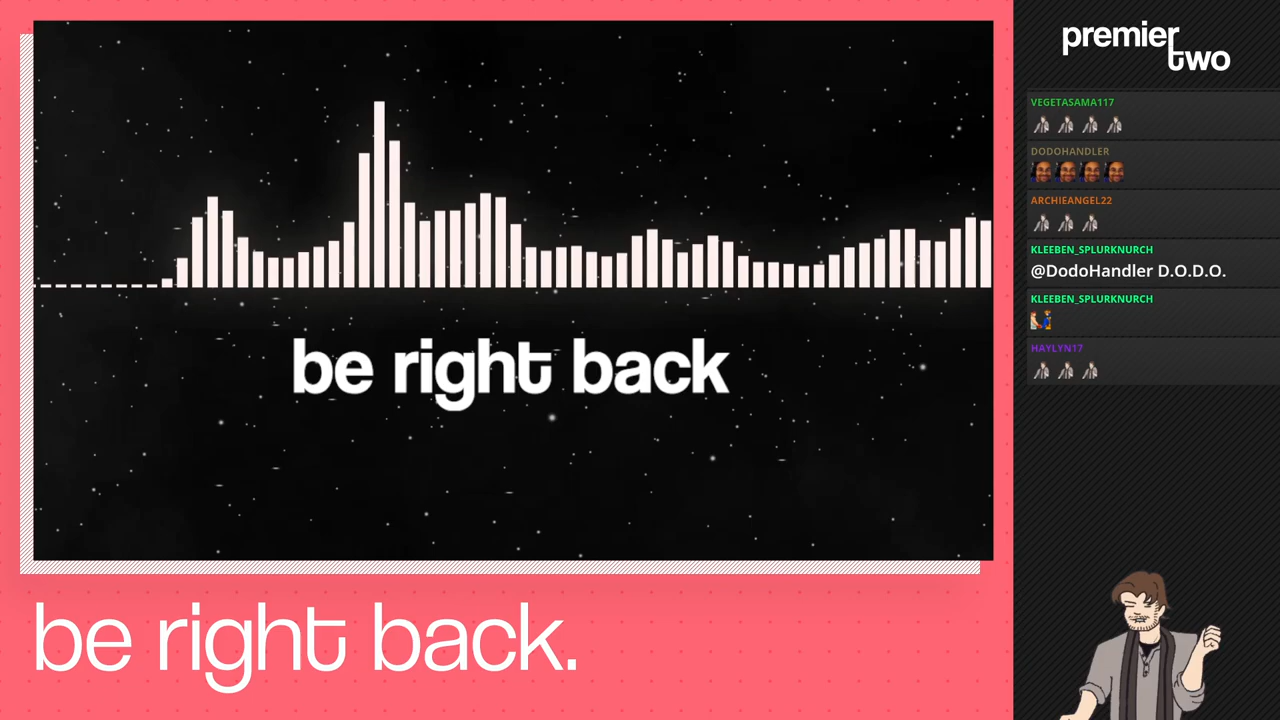 be right back
be right back.
premier
two
VEGETASAMA117
DODOHANDLER
ARCHIEANGEL22
KLEEBEN_SPLURKNURCH
@DodoHandler D.O.D.O.
KLEEBEN_SPLURKNURCH
HAYLYN17